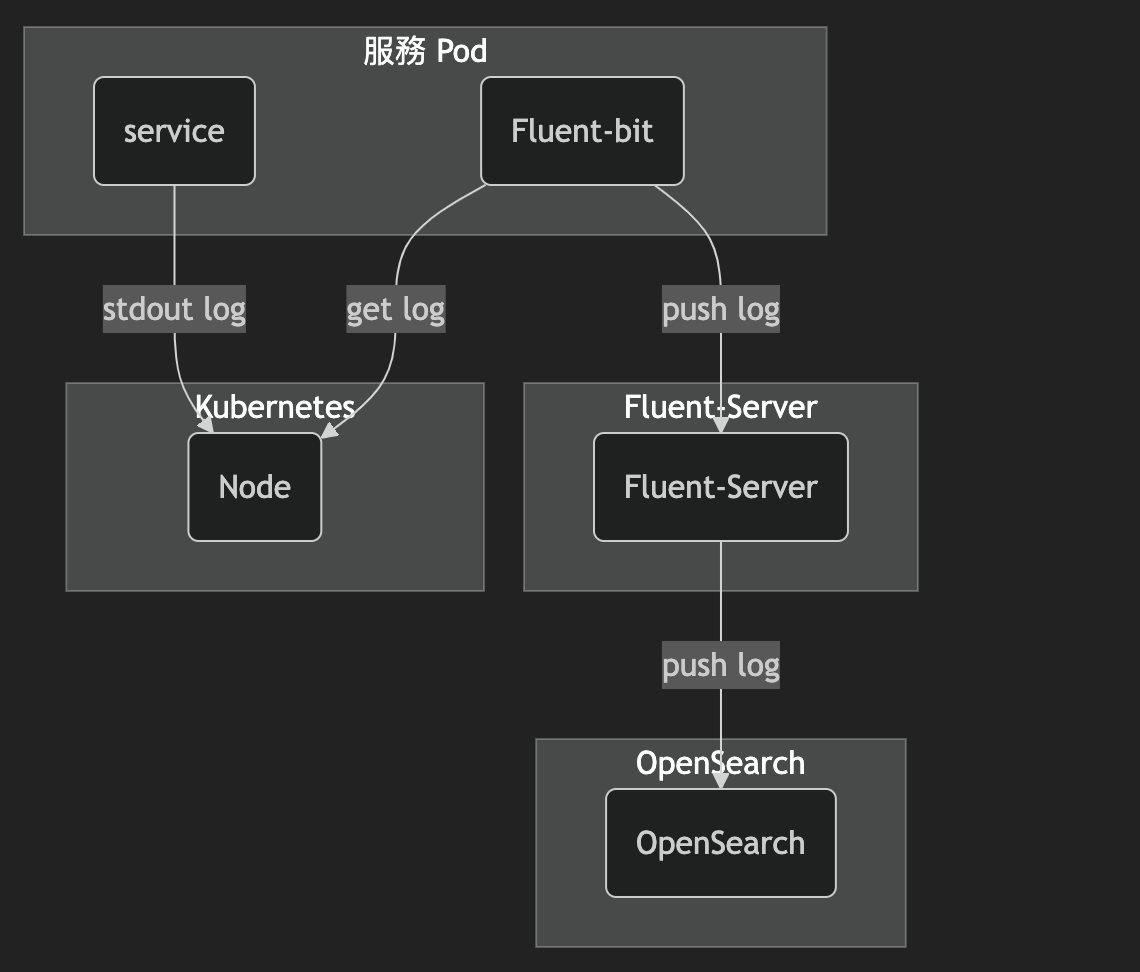 服務 Pod
service
Fluent-bit
stdout log
get log
push log
Kubernetes
Node
Fluent-Server
Fluent-Server
push log
OpenSearch
OpenSearch